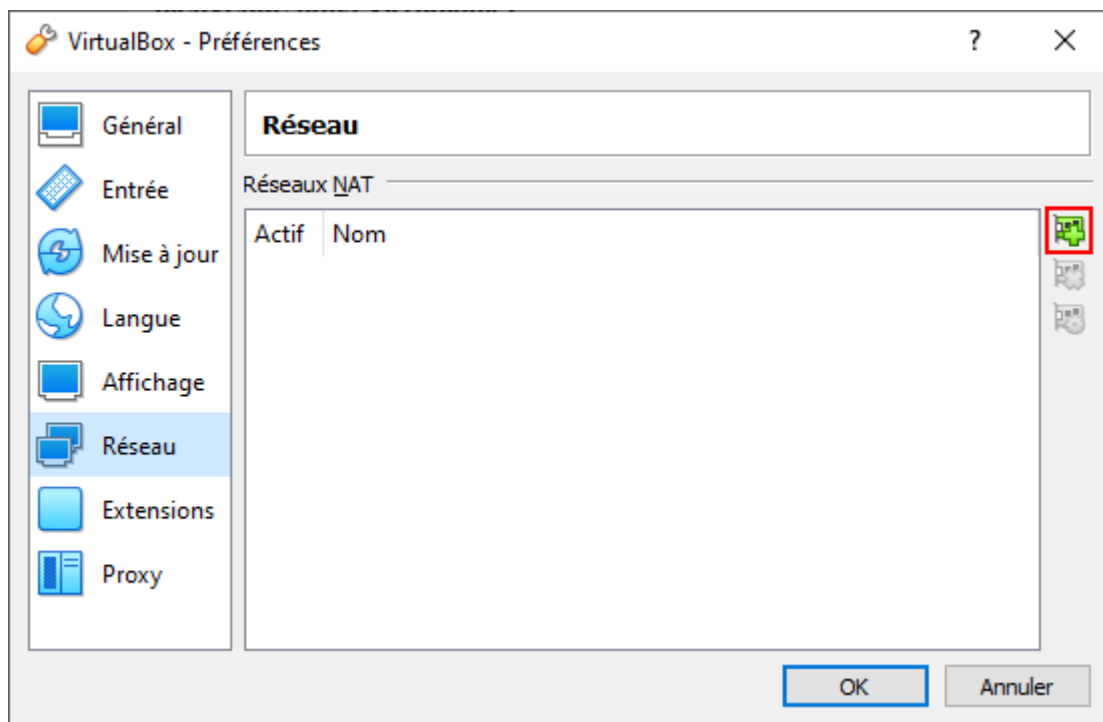 VirtualBox - Préférences
?
Général
Entrée
Mise à jour
Langue
Affichage
Réseau
Extensions
Proxy
Réseau
Réseaux NAT
Actif Nom
OK
Annuler